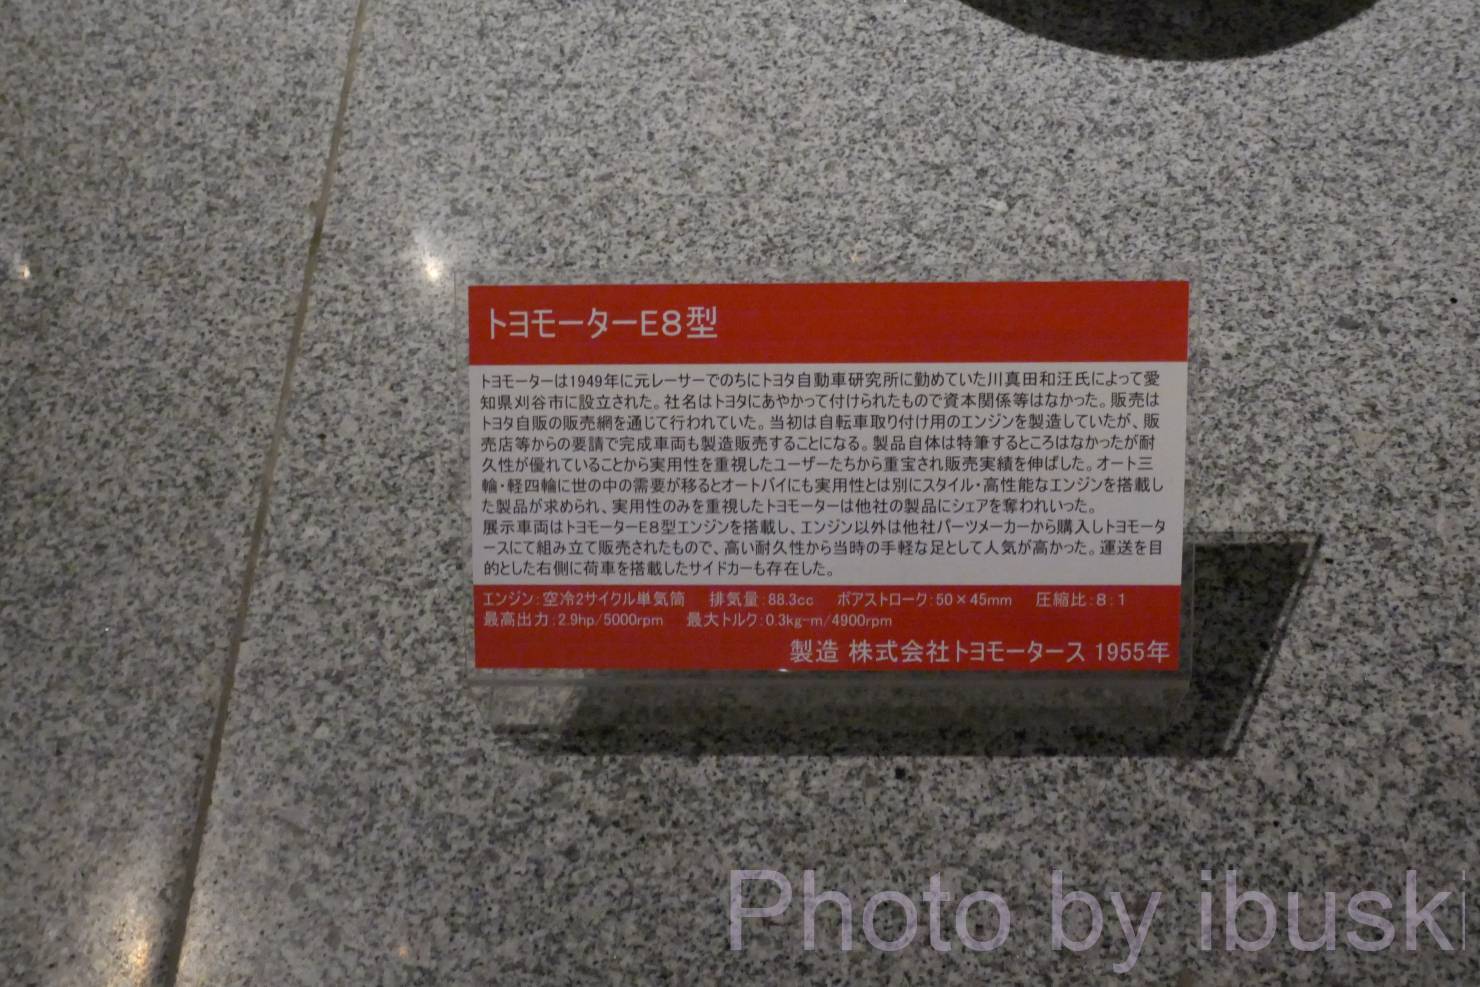 トヨモーターE8型
トヨモーターは1949年に元レーサーでのちにトヨタ自動車研究所に勤めていた川真田和汪氏によって愛
知県刈谷市に設立された。社名はトヨタにあやかって付けられたもので資本関係等はなかった。販売は
トヨタ自販の販売網を通じて行われていた。当初は自転車取り付け用のエンジンを製造していたが、販
売店等からの要請で完成車両も製造販売することになる。製品自体は特筆するところはなかったが耐
久性が優れていることから実用性を重視したユーザーたちから重宝され販売実績を伸ばした。オート三
輪・軽四輪に世の中の需要が移るとオートバイにも実用性とは別にスタイル・高性能なエンジンを搭載し
た製品が求められ、実用性のみを重視したトヨモーターは他社の製品にシェアを奪われいった。
展示車両はトヨモーターE8型エンジンを搭載し、エンジン以外は他社パーツメーカーから購入しトヨモータ
ースにて組み立て販売されたもので、高い耐久性から当時の手軽な足として人気が高かった。運送を目
的とした右側に荷車を搭載したサイドカーも存在した。
エンジン：空冷2サイクル単気筒　排気量：88.3cc　ボアストローク：50×45mm　圧縮比：8：1
最高出力：2.9hp/5000rpm　最大トルク：0.3kg-m/4900rpm
製造 株式会社トヨモータース 1955年
Photo by ibuski